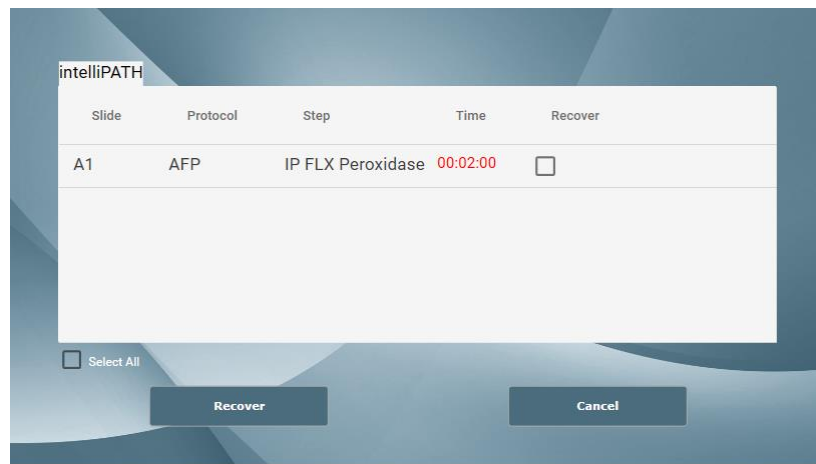 intelliPATH
Slide Protocol Step Time Recover
A1 AFP IP FLX Peroxidase 00:02:00
Select All
Recover Cancel